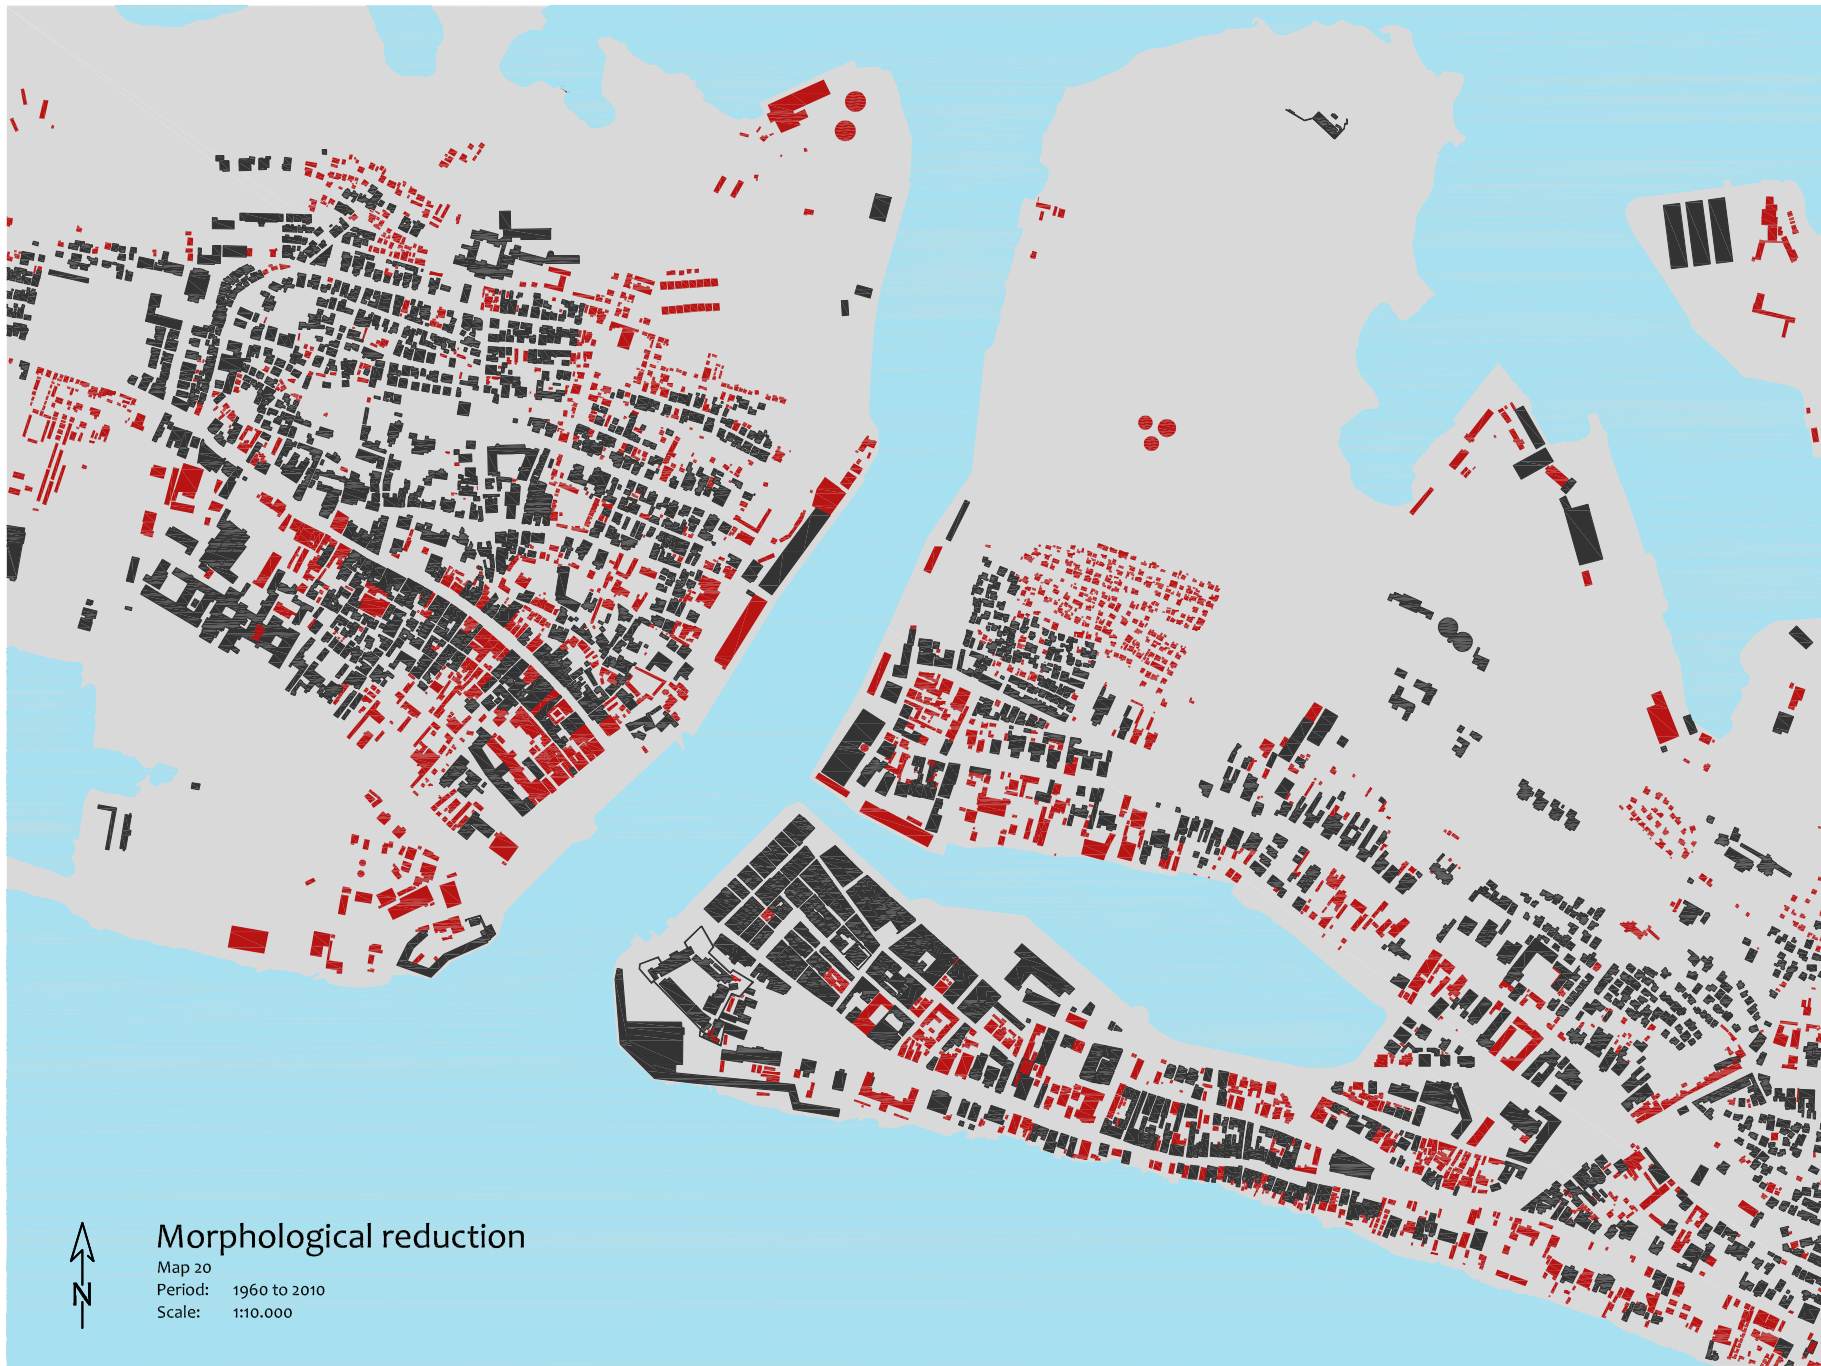 Morphological reduction
Map 20
Period: 1960 to 2010
Scale: 1:10.000
N